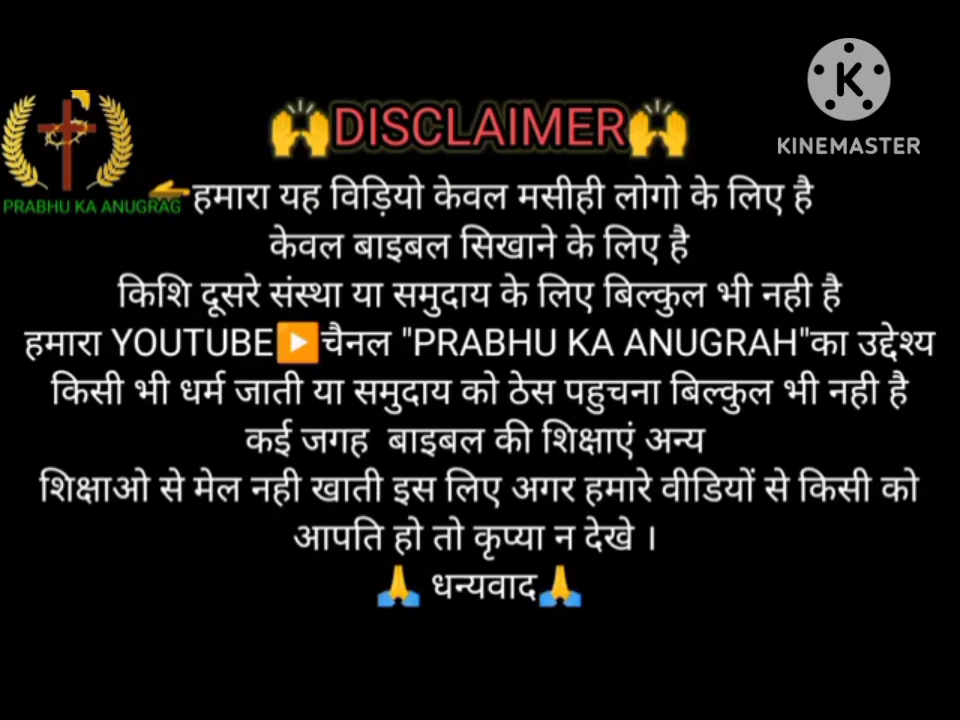 🙌DISCLAIMER🙌
KINEMASTER
PRABHU KA ANUGRAG
👉हमारा यह विड़ियो केवल मसीही लोगो के लिए है
केवल बाइबल सिखाने के लिए है
किशि दूसरे संस्था या समुदाय के लिए बिल्कुल भी नही है
हमारा YOUTUBE▶️चैनल "PRABHU KA ANUGRAH"का उद्देश्य
किसी भी धर्म जाती या समुदाय को ठेस पहुचना बिल्कुल भी नही है
कई जगह बाइबल की शिक्षाएं अन्य
शिक्षाओ से मेल नही खाती इस लिए अगर हमारे वीडियों से किसी को
आपति हो तो कृप्या न देखे ।
🙏 धन्यवाद🙏